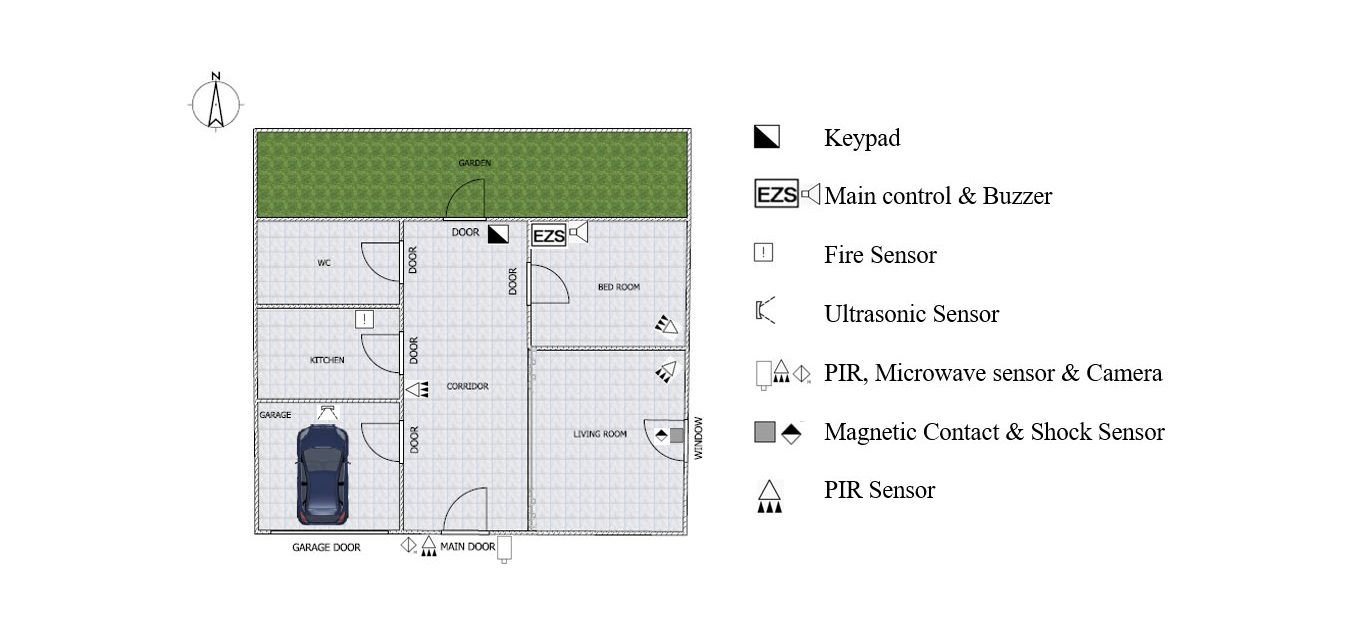 N
GARDEN
DOOR
EZS
WC
DOOR
DOOR
BED ROOM
!
KITCHEN
DOOR
CORRIDOR
GARAGE
DOOR
LIVING ROOM
WINDOW
GARAGE DOOR
MAIN DOOR
Keypad
EZS Main control & Buzzer
! Fire Sensor
Ultrasonic Sensor
PIR, Microwave sensor & Camera
Magnetic Contact & Shock Sensor
PIR Sensor